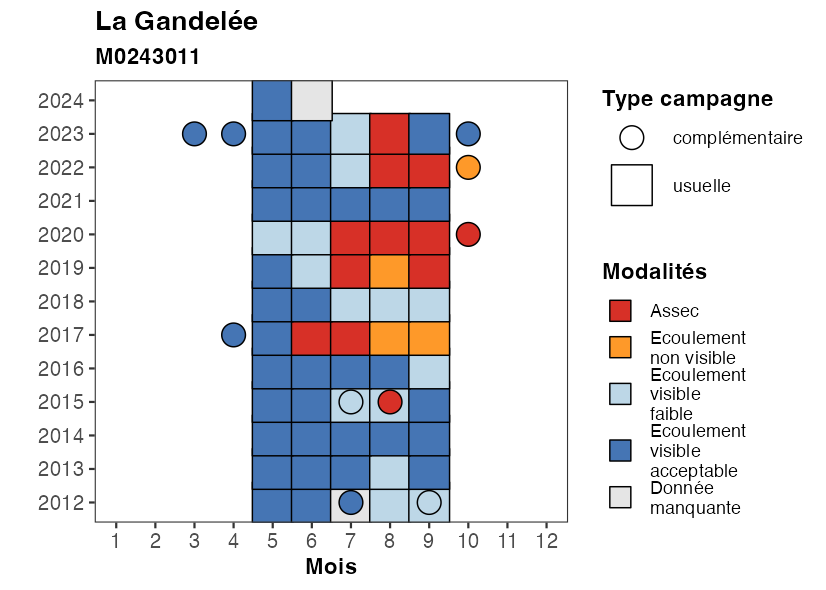 La Gandelée
M0243011
2024
2023
2022
2021
2020
2019
2018
2017
2016
2015
2014
2013
2012
1 2 3 4 5 6 7 8 9 10 11 12
Mois
Type campagne
complémentaire
usuelle
Modalités
Assec
Ecoulement
non visible
Ecoulement
visible
faible
Ecoulement
visible
acceptable
Donnée
manquante